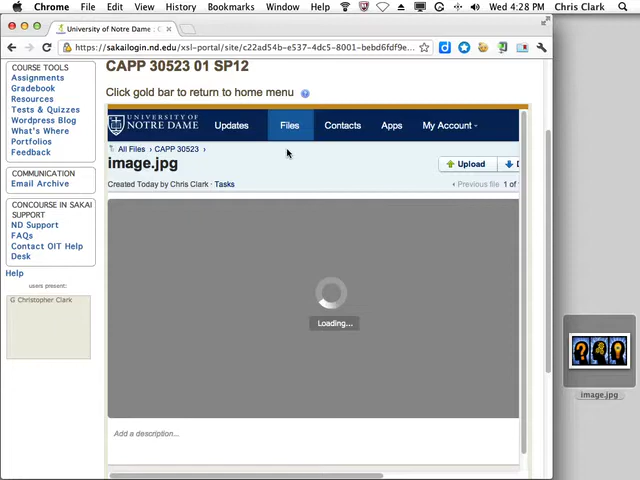 Chrome File Edit View History Bookmarks Window Help
Wed 4:28 PM Chris Clark
University of Notre Dame : C
https://sakailogin.nd.edu/xsl-portal/site/c22ad54b-e537-4dc5-8001-bebd6fdf9e...
COURSE TOOLS
Assignments
Gradebook
Resources
Tests & Quizzes
Wordpress Blog
What's Where
Portfolios
Feedback
COMMUNICATION
Email Archive
CONCOURSE IN SAKAI
SUPPORT
ND Support
FAQs
Contact OIT Help
Desk
Help
users present:
Christopher Clark
CAPP 30523 01 SP12
Click gold bar to return to home menu ?
UNIVERSITY OF
NOTRE DAME
Updates Files Contacts Apps My Account
All Files › CAPP 30523 ›
image.jpg
Upload D
Created Today by Chris Clark · Tasks
Previous file 1 of
Loading...
Add a description...
?
image.jpg